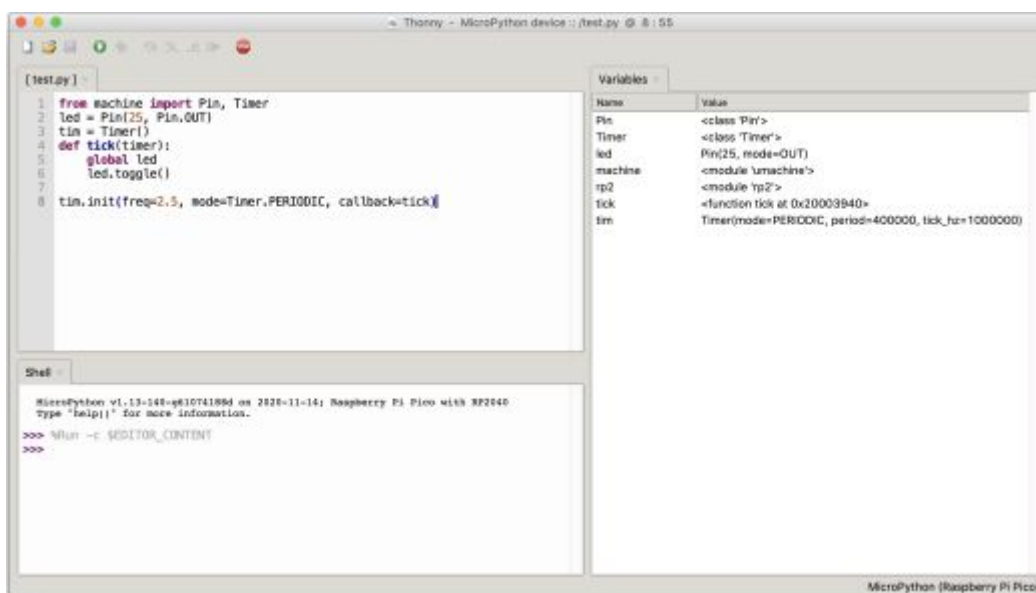 Thonny - MicroPython device :: /test.py @ 8 : 55
[ test.py ]
1 from machine import Pin, Timer
2 led = Pin(25, Pin.OUT)
3 tim = Timer()
4 def tick(timer):
5 global led
6 led.toggle()
7
8 tim.init(freq=2.5, mode=Timer.PERIODIC, callback=tick)
Shell
MicroPython v1.13-140-g61074188d on 2020-11-14; Raspberry Pi Pico with RP2040
Type "help()" for more information.
>>> %Run -c $EDITOR_CONTENT
>>>
Variables
Name Value
Pin <class 'Pin'>
Timer <class 'Timer'>
led Pin(25, mode=OUT)
machine <module 'umachine'>
rp2 <module 'rp2'>
tick <function tick at 0x20003940>
tim Timer(mode=PERIODIC, period=400000, tick_hz=1000000)
MicroPython (Raspberry Pi Pico